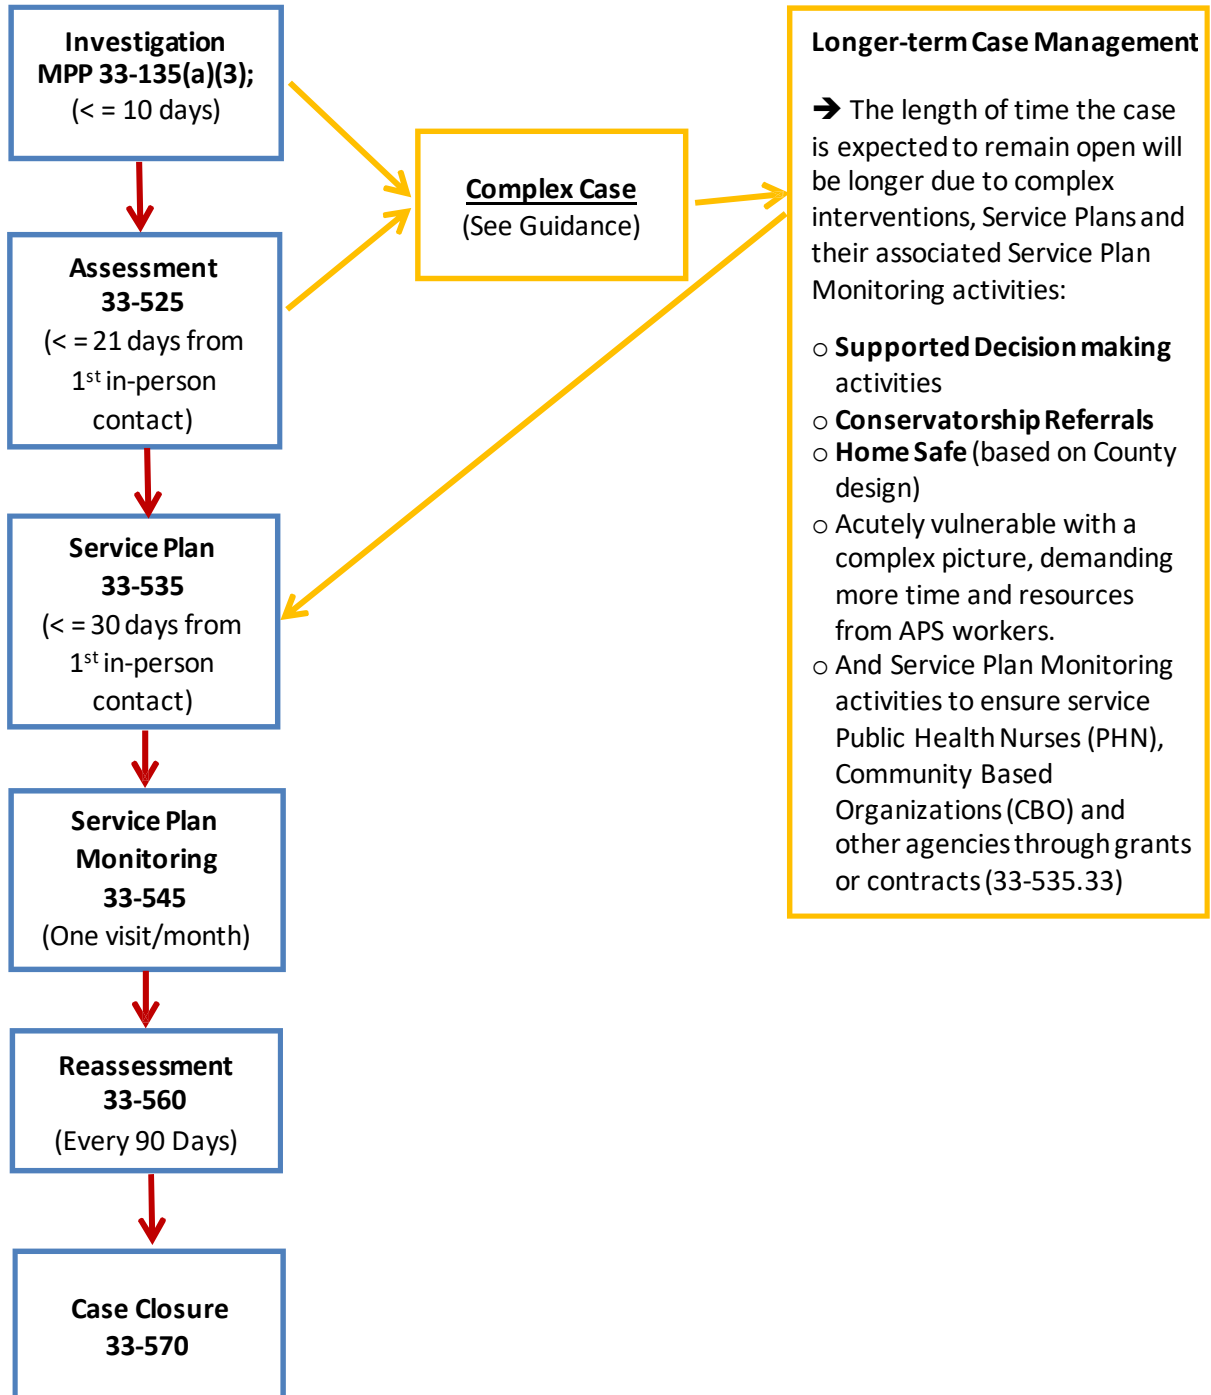 Investigation
MPP 33-135(a)(3);
(< = 10 days)
Assessment
33-525
(< = 21 days from
1st in-person
contact)
Service Plan
33-535
(< = 30 days from
1st in-person
contact)
Service Plan
Monitoring
33-545
(One visit/month)
Reassessment
33-560
(Every 90 Days)
Case Closure
33-570
Complex Case
(See Guidance)
Longer-term Case Management
➔ The length of time the case
is expected to remain open will
be longer due to complex
interventions, Service Plans and
their associated Service Plan
Monitoring activities:
o Supported Decision making
activities
o Conservatorship Referrals
o Home Safe (based on County
design)
o Acutely vulnerable with a
complex picture, demanding
more time and resources
from APS workers.
o And Service Plan Monitoring
activities to ensure service
Public Health Nurses (PHN),
Community Based
Organizations (CBO) and
other agencies through grants
or contracts (33-535.33)